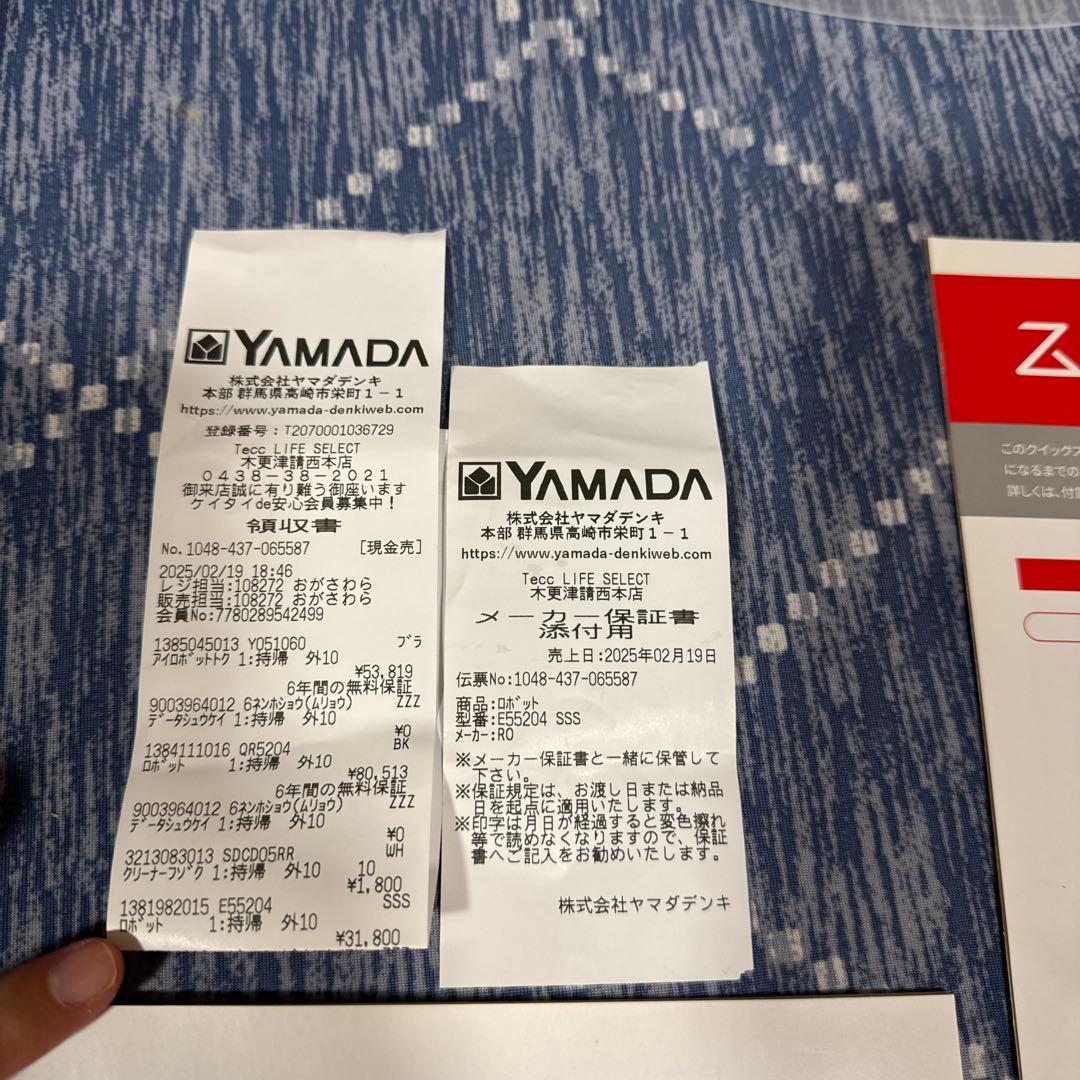 YAMADA
株式会社ヤマダデンキ
本部 群馬県高崎市栄町1-1
https://www.yamada-denkiweb.com
登録番号:T2070001036729
Tecc LIFE SELECT
木更津請西本店
0438-38-2021
御来店誠に有り難う御座います
ケイタイde安心会員募集中!
領収書
No.1048-437-065587 [現金売]
2025/02/19 18:46
レジ担当:108272 おがさわら
販売担当:108272 おがさわら
会員No:7780289542499
1385045013 Y051060 ブラ
アイロボットトク 1:持帰 外10
¥53,819
6年間の無料保証
9003964012 6ネンホショウ(ムリョウ) ZZZ
データシュウケイ 1:持帰 外10
¥0
1384111016 QR5204 BK
ロボット 1:持帰 外10
¥80,513
6年間の無料保証
9003964012 6ネンホショウ(ムリョウ) ZZZ
データシュウケイ 1:持帰 外10
¥0
3213083013 SDCD05RR WH
クリーナーフゾク 1:持帰 外10 10
¥1,800
1381982015 E55204 SSS
ロボット 1:持帰 外10
¥31,800
YAMADA
株式会社ヤマダデンキ
本部 群馬県高崎市栄町1-1
https://www.yamada-denkiweb.com
Tecc LIFE SELECT
木更津請西本店
メーカー保証書
添付用
売上日:2025年02月19日
伝票No:1048-437-065587
商品:ロボット
型番:E55204 SSS
メーカー:RO
※メーカー保証書と一緒に保管して
下さい。
※保証規定は、お渡し日または納品
日を起点に適用いたします。
※印字は月日が経過すると変色擦れ
等で読めなくなりますので、保証
書へご記入をお勧めいたします。
株式会社ヤマダデンキ
このクイックス
になるまでの
詳しくは、付